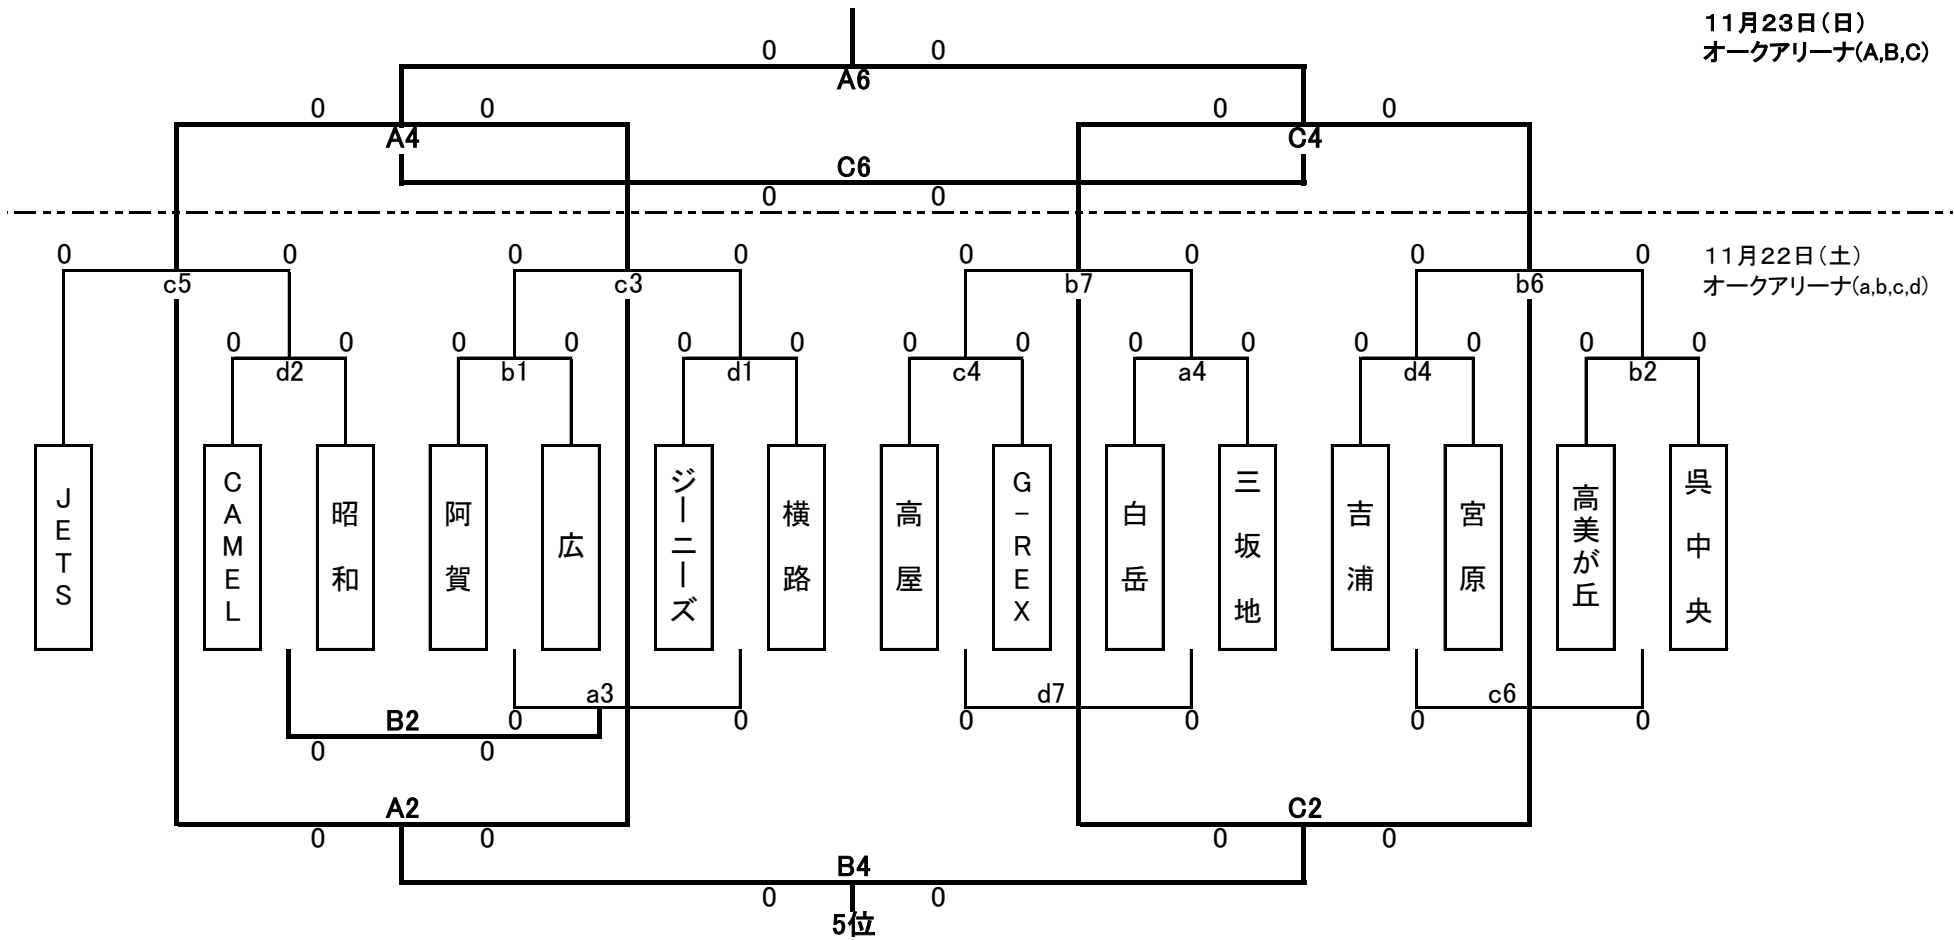 11月23日(日)
オークアリーナ(A,B,C)
0 0
A6
0 0 0 0
A4 C4
C6
0 0
11月22日(土)
オークアリーナ(a,b,c,d)
0 0 0 0 0 0 0 0
c5 c3 b7 b6
0 0 0 0 0 0 0 0 0 0 0 0 0 0
d2 b1 d1 c4 a4 d4 b2
JETS
CAMEL
昭和
阿賀
広
ジーニーズ
横路
高屋
G-REX
白岳
三坂地
吉浦
宮原
高美が丘
呉中央
a3 d7 c6
0 0 0 0 0 0
B2
0 0
A2 C2
0 0 0 0
B4
0 0
5位